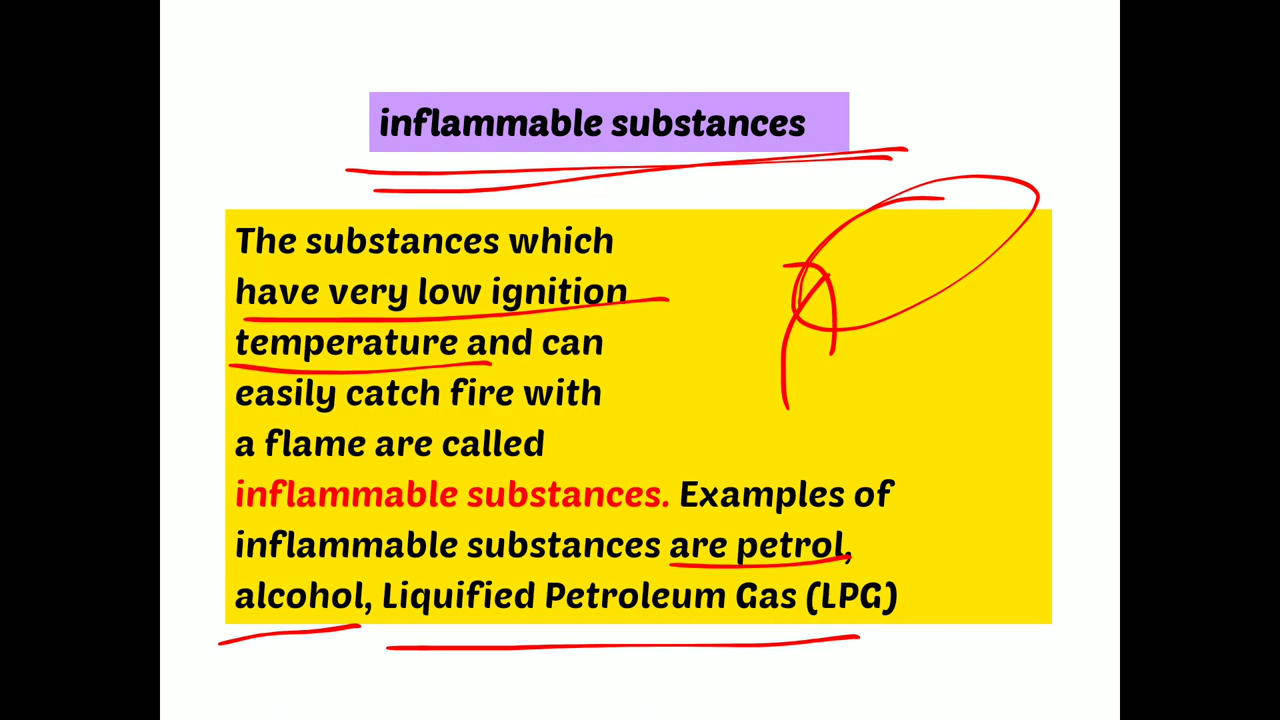 inflammable substances
The substances which
have very low ignition
temperature and can
easily catch fire with
a flame are called
inflammable substances. Examples of
inflammable substances are petrol,
alcohol, Liquified Petroleum Gas (LPG)